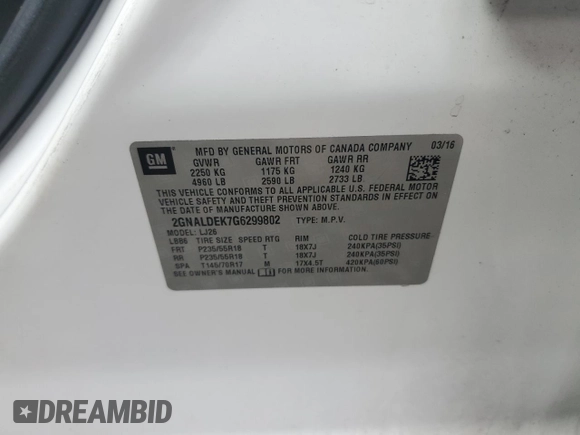 GM
MFD BY GENERAL MOTORS OF CANADA COMPANY 03/16
GVWR GAWR FRT GAWR RR
2250 KG 1175 KG 1240 KG
4960 LB 2590 LB 2733 LB
THIS VEHICLE CONFORMS TO ALL APPLICABLE U.S. FEDERAL MOTOR
VEHICLE SAFETY, BUMPER, AND THEFT PREVENTION STANDARDS
IN EFFECT ON THE DATE OF MANUFACTURE SHOWN ABOVE.
2GNALDEK7G6299802 TYPE: M.P.V.
MODEL: LJ26
LBB6 TIRE SIZE SPEED RTG RIM COLD TIRE PRESSURE
FRT P235/55R18 T 18X7J 240KPA(35PSI)
RR P235/55R18 T 18X7J 240KPA(35PSI)
SPA T145/70R17 M 17X4.5T 420KPA(60PSI)
SEE OWNER'S MANUAL FOR MORE INFORMATION.
DREAMBID